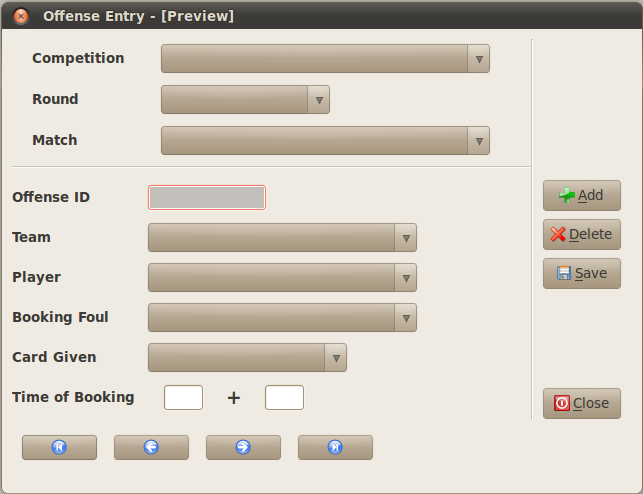 Offense Entry - [Preview]
Competition
Round
Match
Offense ID
Team
Player
Booking Foul
Card Given
Time of Booking +
Add
Delete
Save
Close